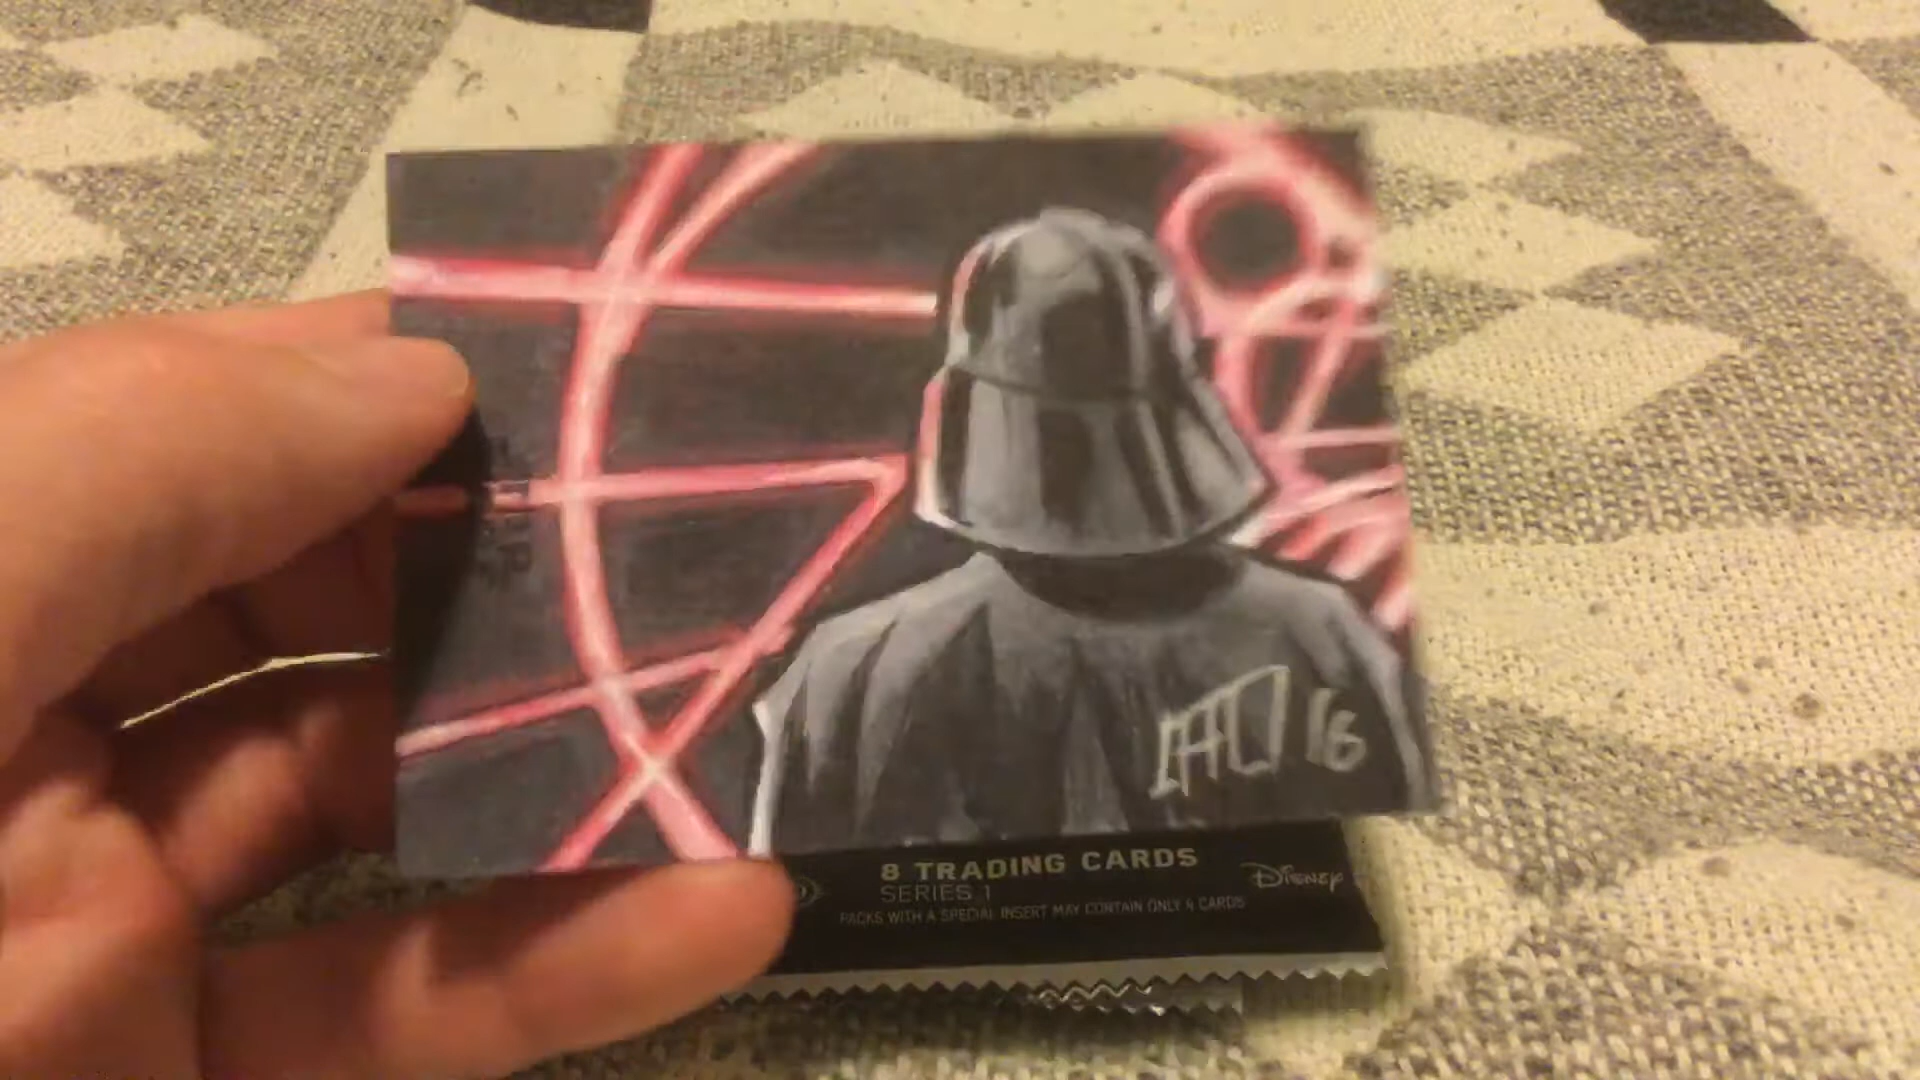 16
8 TRADING CARDS
SERIES 1
DISNEY
PACKS WITH A SPECIAL INSERT MAY CONTAIN ONLY 4 CARDS